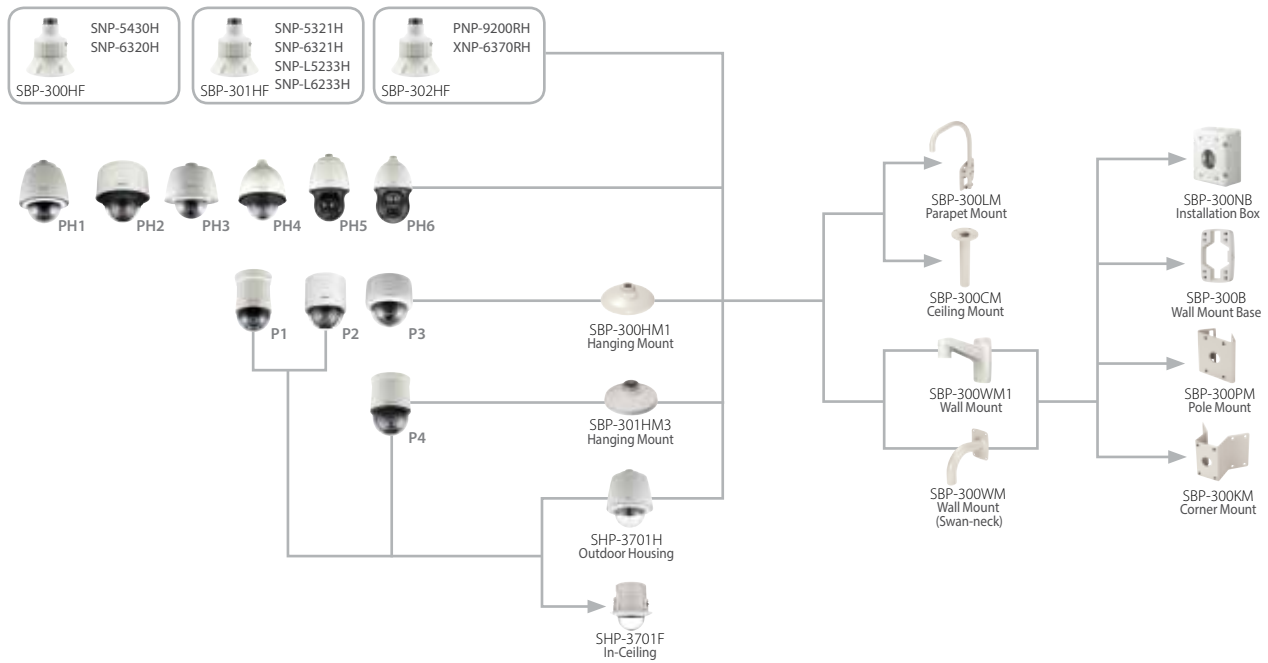 SNP-5430H
SNP-6320H
SBP-300HF
SNP-5321H
SNP-6321H
SNP-L5233H
SNP-L6233H
SBP-301HF
PNP-9200RH
XNP-6370RH
SBP-302HF
PH1
PH2
PH3
PH4
PH5
PH6
P1
P2
P3
P4
SBP-300HM1
Hanging Mount
SBP-301HM3
Hanging Mount
SHP-3701H
Outdoor Housing
SHP-3701F
In-Ceiling
SBP-300LM
Parapet Mount
SBP-300CM
Ceiling Mount
SBP-300WM1
Wall Mount
SBP-300WM
Wall Mount
(Swan-neck)
SBP-300NB
Installation Box
SBP-300B
Wall Mount Base
SBP-300PM
Pole Mount
SBP-300KM
Corner Mount